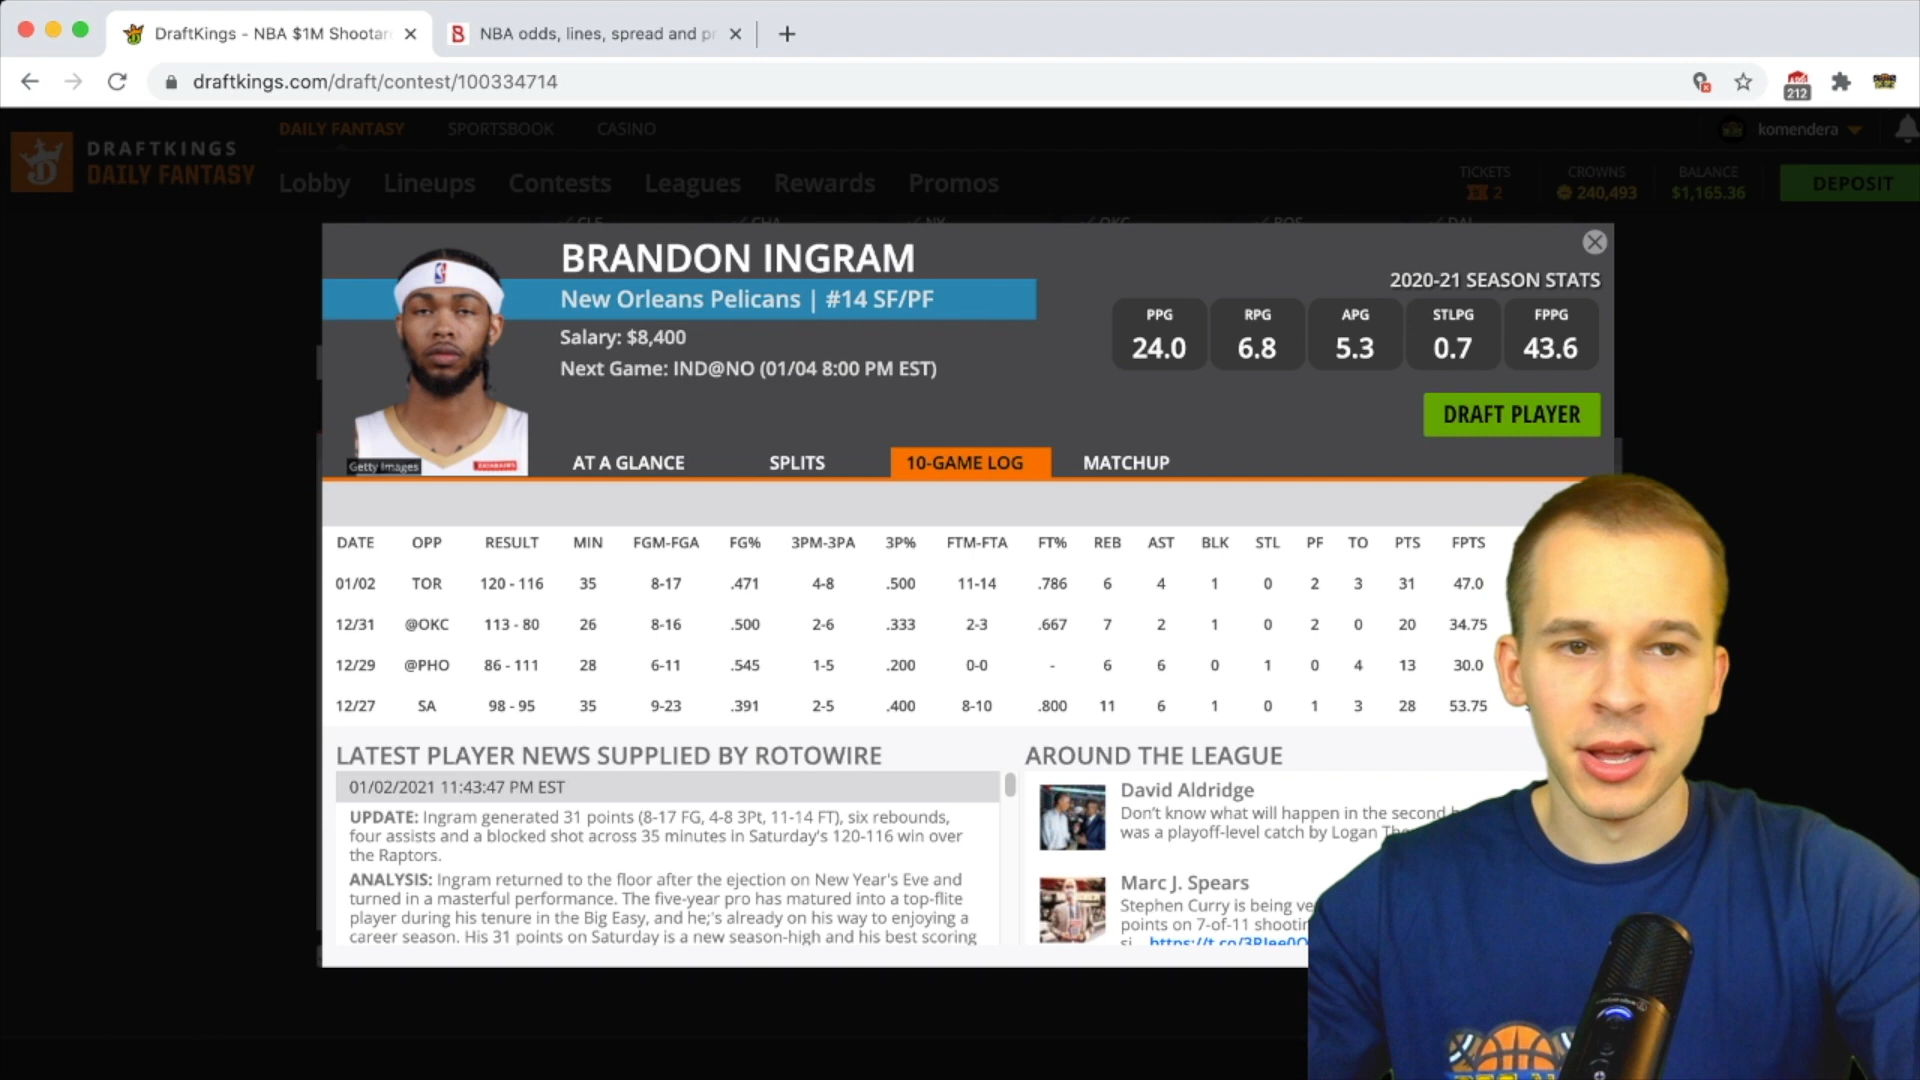 DraftKings - NBA $1M Shootar
NBA odds, lines, spread and pr
draftkings.com/draft/contest/100334714
212
DRAFTKINGS
DAILY FANTASY
DAILY FANTASY SPORTSBOOK CASINO
Lobby Lineups Contests Leagues Rewards Promos
komendera
TICKETS
2
CROWNS
240,493
BALANCE
$1,165.36
DEPOSIT
CLE CHA NY OKC BOS DAL
BRANDON INGRAM
New Orleans Pelicans | #14 SF/PF
Salary: $8,400
Next Game: IND@NO (01/04 8:00 PM EST)
Getty Images
2020-21 SEASON STATS
PPG RPG APG STLPG FPPG
24.0 6.8 5.3 0.7 43.6
DRAFT PLAYER
AT A GLANCE SPLITS 10-GAME LOG MATCHUP
DATE OPP RESULT MIN FGM-FGA FG% 3PM-3PA 3P% FTM-FTA FT% REB AST BLK STL PF TO PTS FPTS
01/02 TOR 120 - 116 35 8-17 .471 4-8 .500 11-14 .786 6 4 1 0 2 3 31 47.0
12/31 @OKC 113 - 80 26 8-16 .500 2-6 .333 2-3 .667 7 2 1 0 2 0 20 34.75
12/29 @PHO 86 - 111 28 6-11 .545 1-5 .200 0-0 - 6 6 0 1 0 4 13 30.0
12/27 SA 98 - 95 35 9-23 .391 2-5 .400 8-10 .800 11 6 1 0 1 3 28 53.75
LATEST PLAYER NEWS SUPPLIED BY ROTOWIRE
01/02/2021 11:43:47 PM EST
UPDATE: Ingram generated 31 points (8-17 FG, 4-8 3Pt, 11-14 FT), six rebounds,
four assists and a blocked shot across 35 minutes in Saturday's 120-116 win over
the Raptors.
ANALYSIS: Ingram returned to the floor after the ejection on New Year's Eve and
turned in a masterful performance. The five-year pro has matured into a top-flite
player during his tenure in the Big Easy, and he;'s already on his way to enjoying a
career season. His 31 points on Saturday is a new season-high and his best scoring
AROUND THE LEAGUE
David Aldridge
Don't know what will happen in the second h
was a playoff-level catch by Logan Tho
Marc J. Spears
Stephen Curry is being ve
points on 7-of-11 shootin
si... https://t.co/3RJee0O